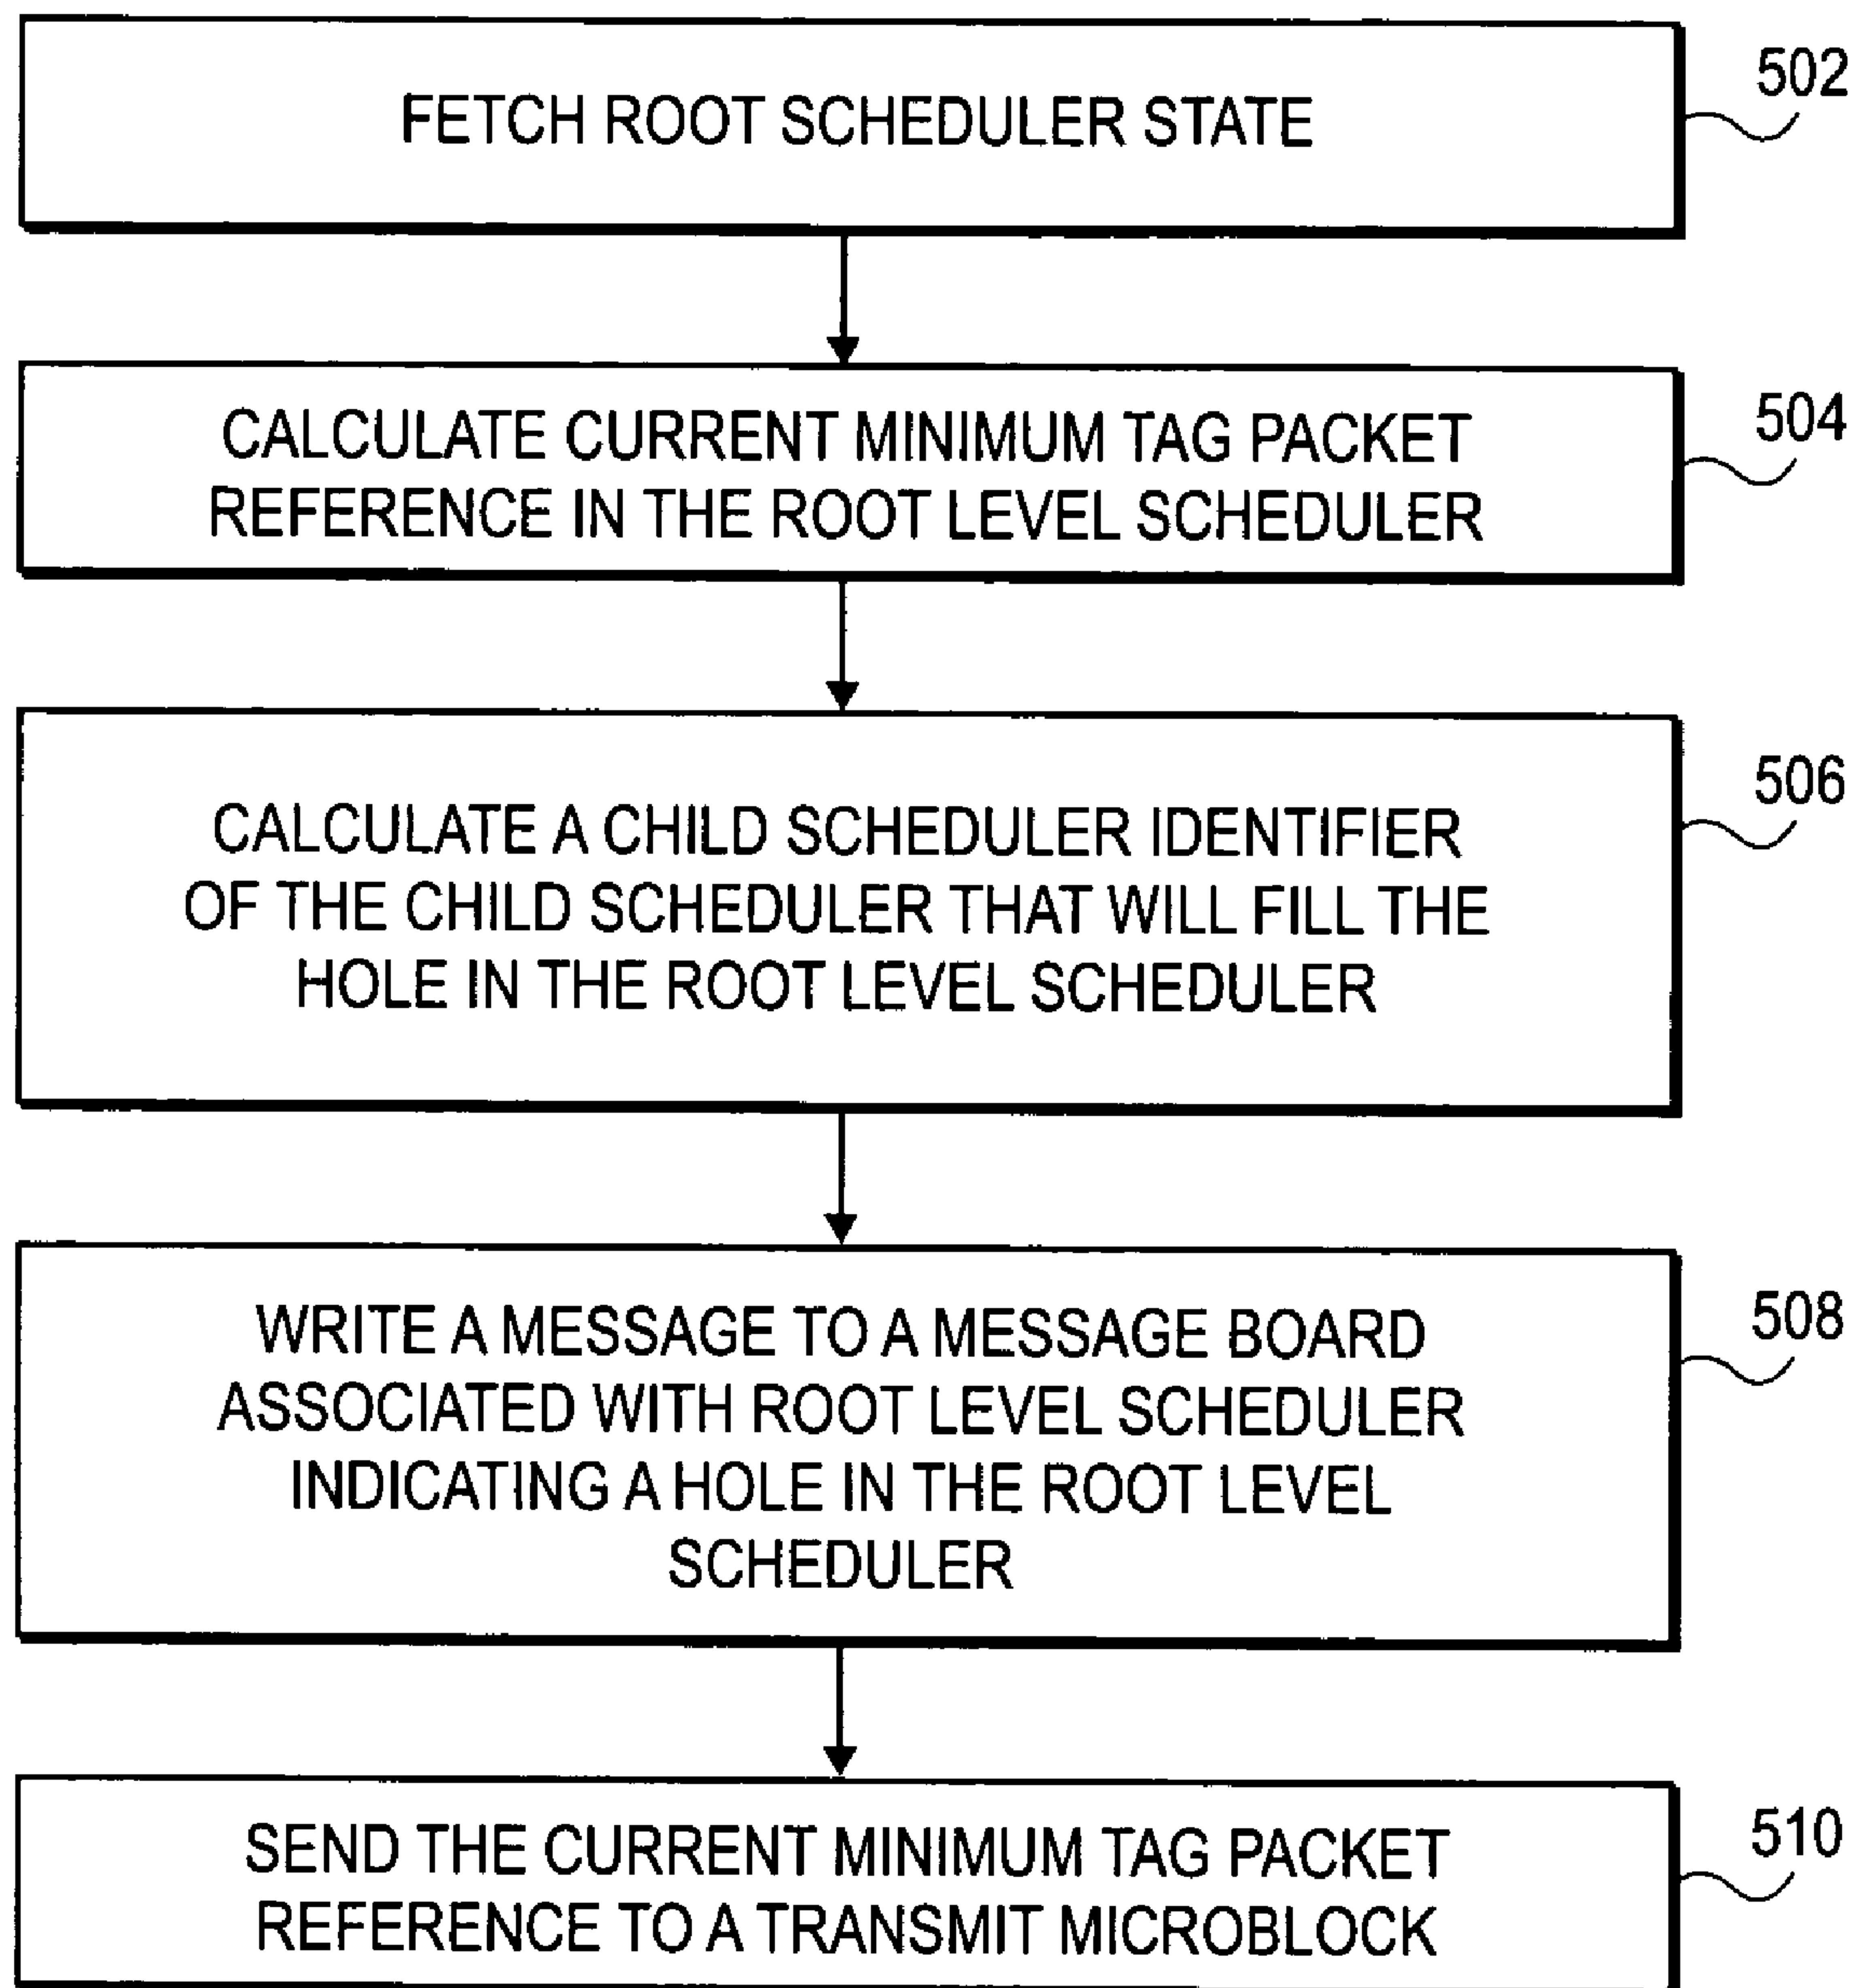 FETCH ROOT SCHEDULER STATE
502
CALCULATE CURRENT MINIMUM TAG PACKET
REFERENCE IN THE ROOT LEVEL SCHEDULER
504
CALCULATE A CHILD SCHEDULER IDENTIFIER
OF THE CHILD SCHEDULER THAT WILL FILL THE
HOLE IN THE ROOT LEVEL SCHEDULER
506
WRITE A MESSAGE TO A MESSAGE BOARD
ASSOCIATED WITH ROOT LEVEL SCHEDULER
INDICATING A HOLE IN THE ROOT LEVEL
SCHEDULER
508
SEND THE CURRENT MINIMUM TAG PACKET
REFERENCE TO A TRANSMIT MICROBLOCK
510